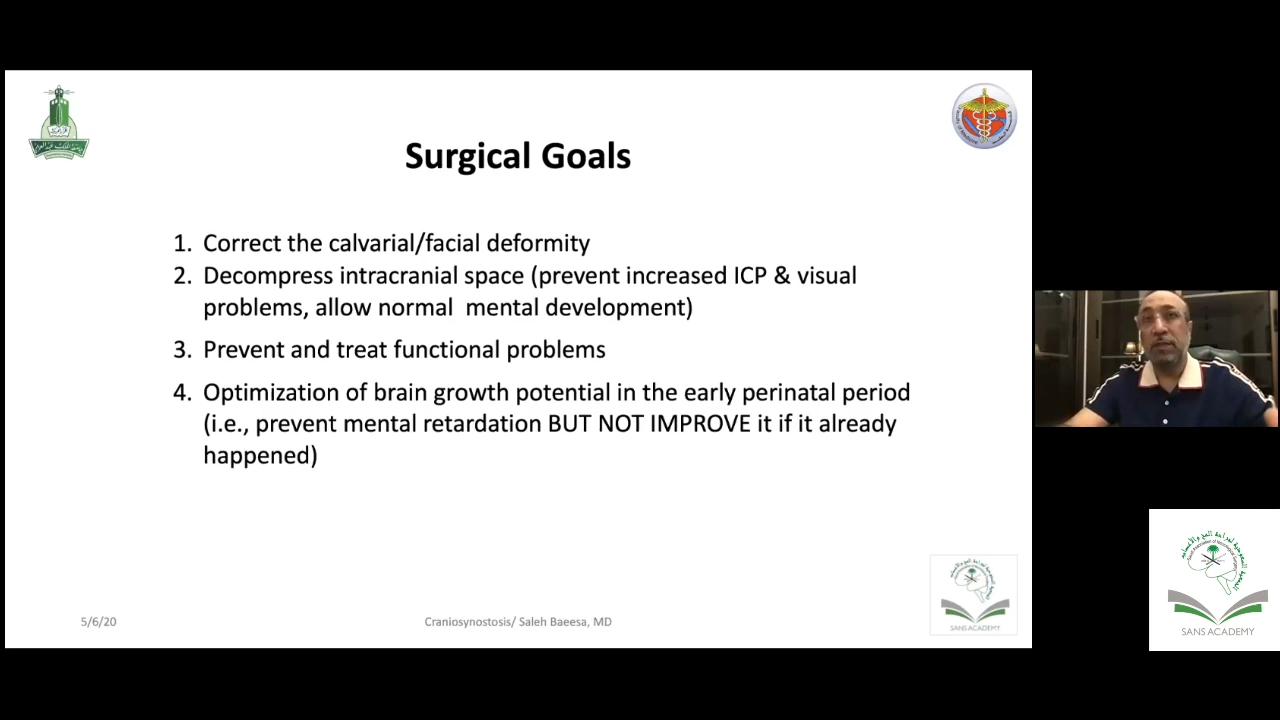 Surgical Goals
1. Correct the calvarial/facial deformity
2. Decompress intracranial space (prevent increased ICP & visual
problems, allow normal mental development)
3. Prevent and treat functional problems
4. Optimization of brain growth potential in the early perinatal period
(i.e., prevent mental retardation BUT NOT IMPROVE it if it already
happened)
5/6/20
Craniosynostosis/ Saleh Baeesa, MD
SANS ACADEMY
SANS ACADEMY